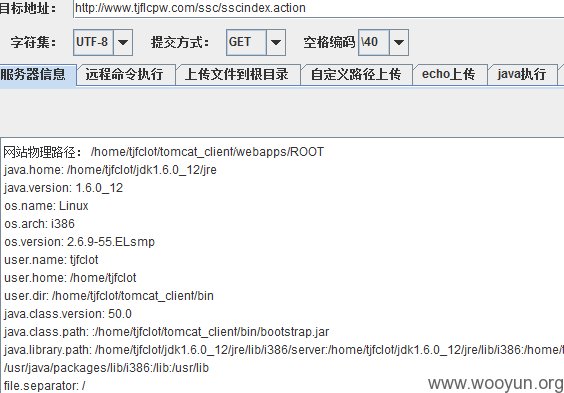 目标地址： http://www.tjflcpw.com/ssc/sscindex.action
字符集： UTF-8 提交方式： GET 空格编码 \40
服务器信息 远程命令执行 上传文件到根目录 自定义路径上传 echo上传 java执行
网站物理路径： /home/tjfclot/tomcat_client/webapps/ROOT
java.home: /home/tjfclot/jdk1.6.0_12/jre
java.version: 1.6.0_12
os.name: Linux
os.arch: i386
os.version: 2.6.9-55.ELsmp
user.name: tjfclot
user.home: /home/tjfclot
user.dir: /home/tjfclot/tomcat_client/bin
java.class.version: 50.0
java.class.path: :/home/tjfclot/tomcat_client/bin/bootstrap.jar
java.library.path: /home/tjfclot/jdk1.6.0_12/jre/lib/i386/server:/home/tjfclot/jdk1.6.0_12/jre/lib/i386:/home/t
/usr/java/packages/lib/i386:/lib:/usr/lib
file.separator: /
www.wooyun.org